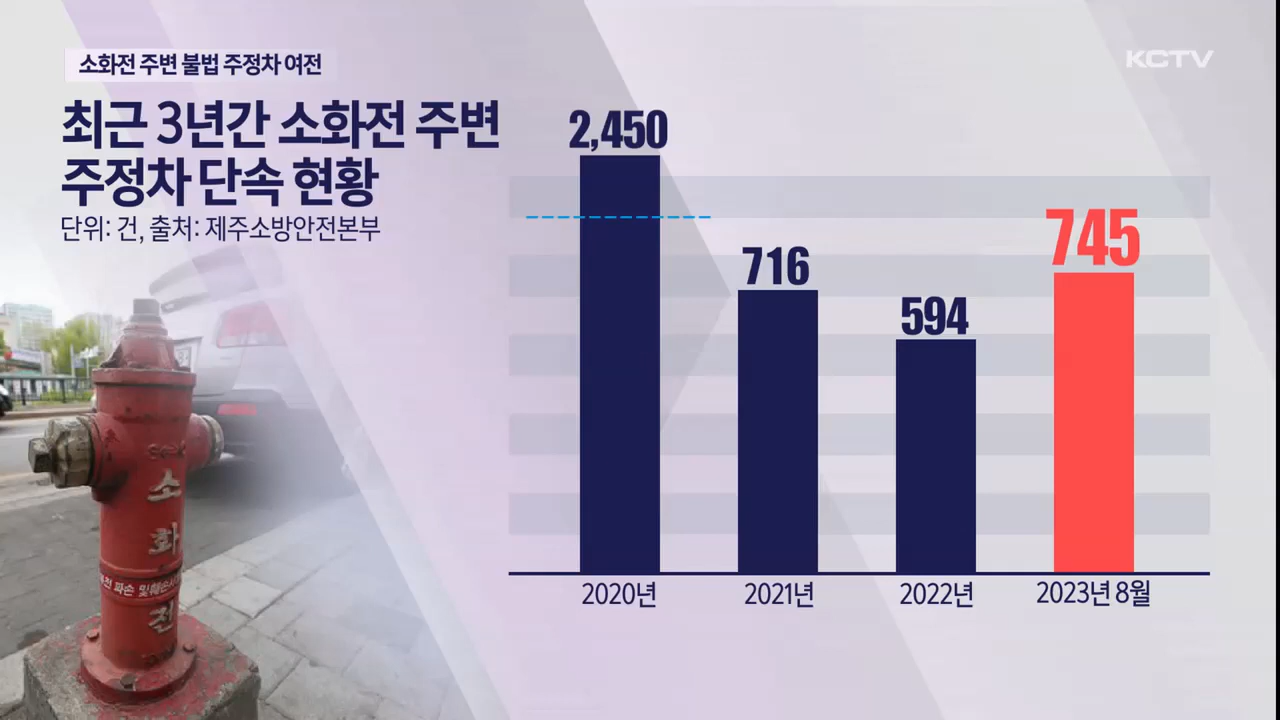 소화전 주변 불법 주정차 여전
KCTV
최근 3년간 소화전 주변
주정차 단속 현황
단위: 건, 출처: 제주소방안전본부
2,450
716
594
745
2020년
2021년
2022년
2023년 8월
소
화
전
파손 및